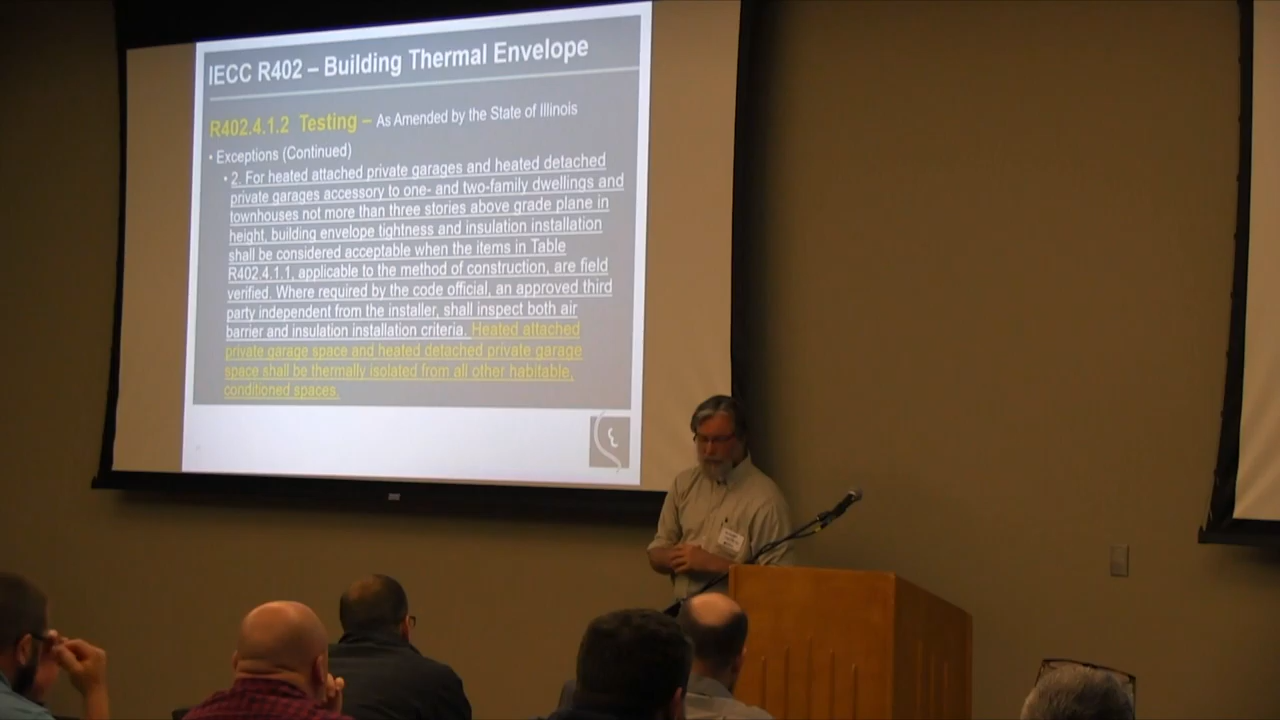 IECC R402 – Building Thermal Envelope
R402.4.1.2 Testing – As Amended by the State of Illinois
• Exceptions (Continued)
• 2. For heated attached private garages and heated detached
private garages accessory to one- and two-family dwellings and
townhouses not more than three stories above grade plane in
height, building envelope tightness and insulation installation
shall be considered acceptable when the items in Table
R402.4.1.1, applicable to the method of construction, are field
verified. Where required by the code official, an approved third
party independent from the installer, shall inspect both air
barrier and insulation installation criteria. Heated attached
private garage space and heated detached private garage
space shall be thermally isolated from all other habitable,
conditioned spaces.